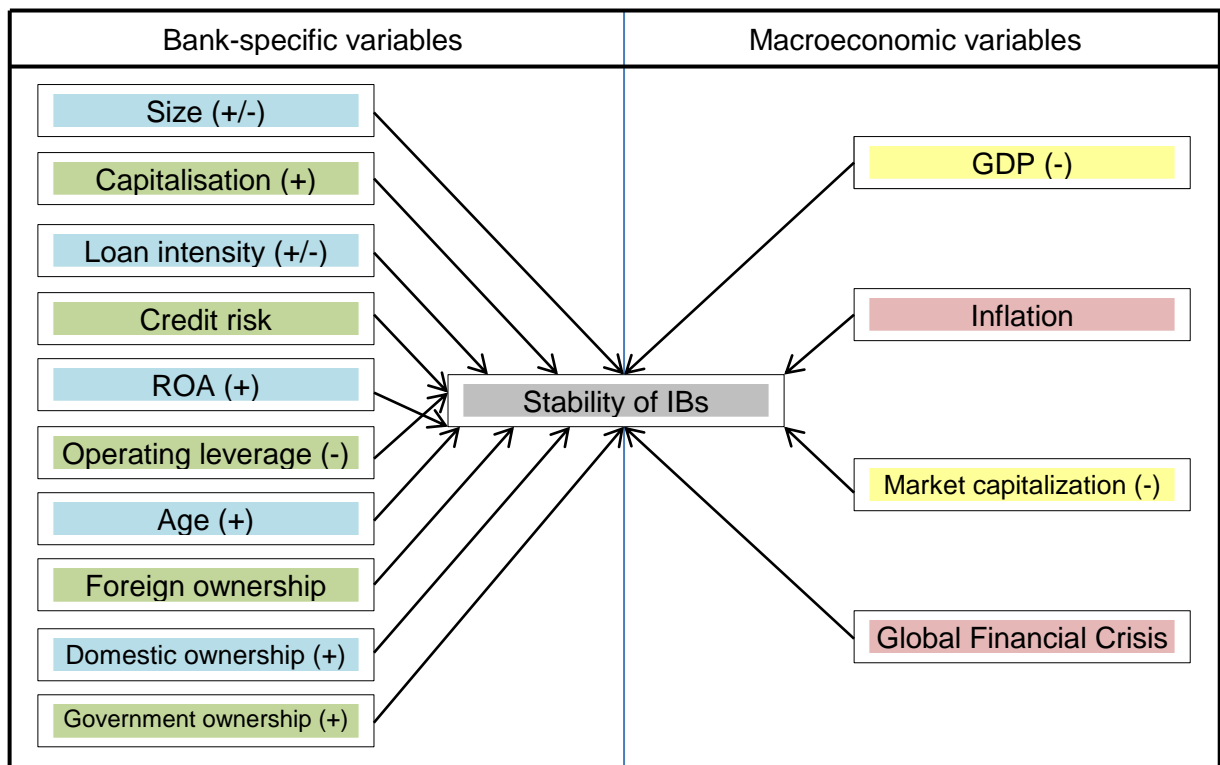 Bank-specific variables
Macroeconomic variables
Size (+/-)
Capitalisation (+)
Loan intensity (+/-)
Credit risk
ROA (+)
Operating leverage (-)
Age (+)
Foreign ownership
Domestic ownership (+)
Government ownership (+)
Stability of IBs
GDP (-)
Inflation
Market capitalization (-)
Global Financial Crisis